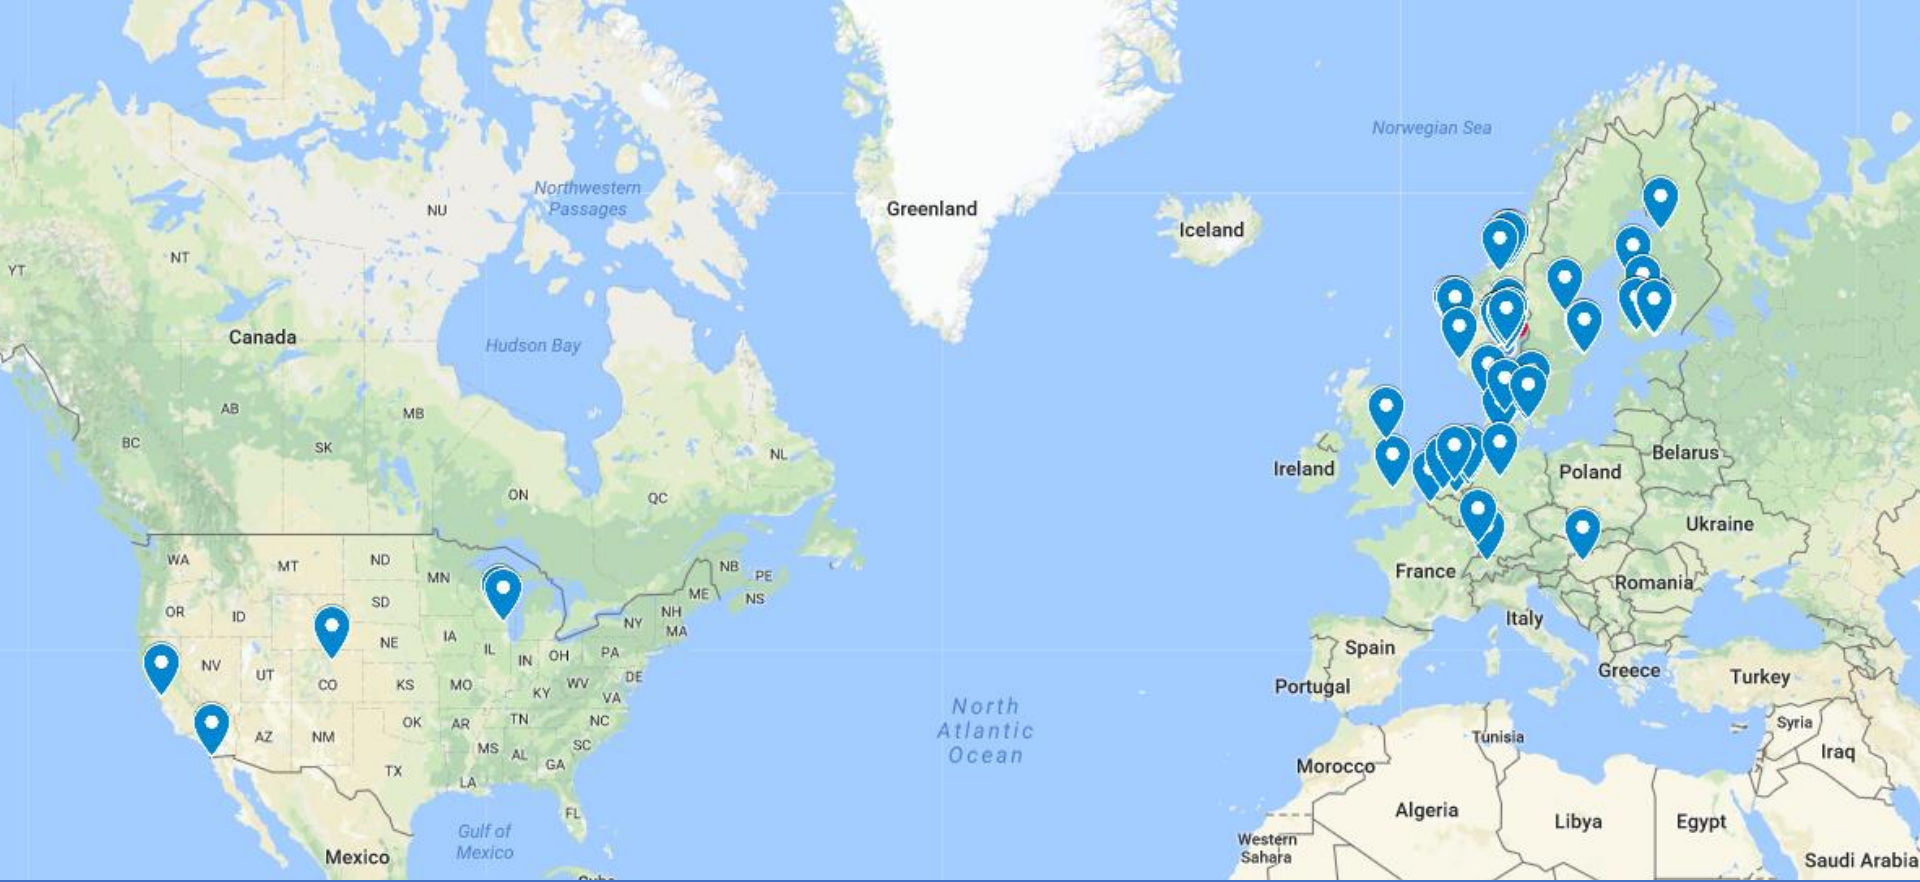 Norwegian Sea
Northwestern
Passages
NU
Greenland
Iceland
NT
YT
Canada
Hudson Bay
AB
MB
BC
SK
NL
ON
QC
Ireland
Poland
Belarus
Ukraine
WA
MT
ND
MN
NB
PE
ME
NS
France
Romania
OR
ID
SD
NH
NY
MA
Italy
NV
UT
NE
IA
IL
IN
OH
PA
Spain
Greece
CO
KS
MO
KY
WV
VA
DE
Portugal
Turkey
AZ
NM
OK
AR
TN
NC
North
Atlantic
Ocean
Tunisia
Syria
Iraq
MS
AL
SC
GA
TX
LA
Morocco
FL
Algeria
Libya
Egypt
Gulf of
Mexico
Western
Sahara
Mexico
Saudi Arabia